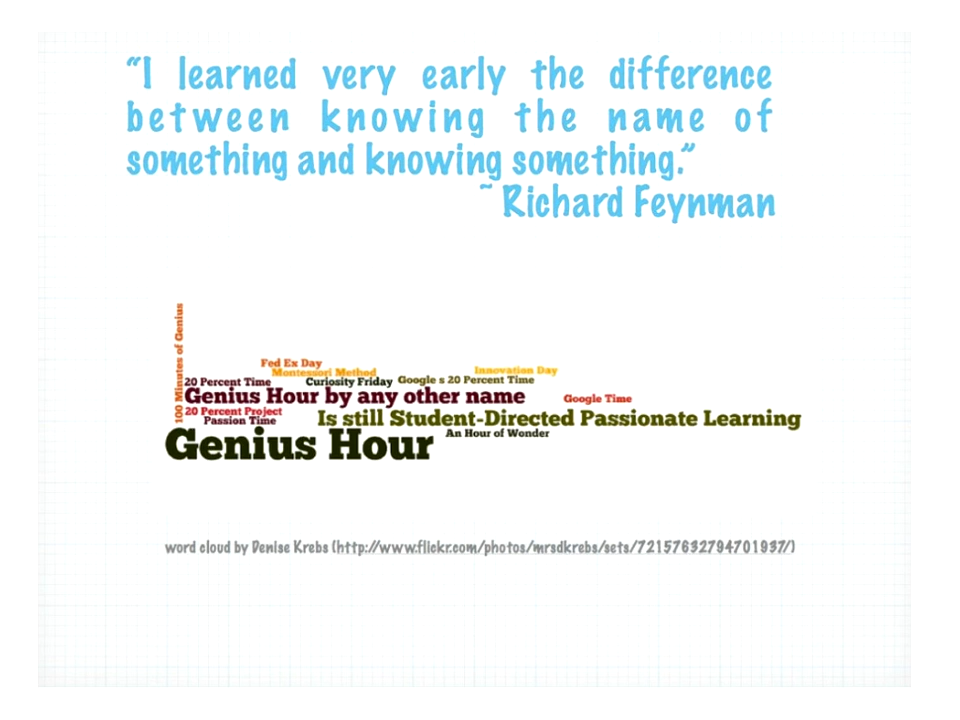 “I learned very early the difference
between knowing the name of
something and knowing something.”
~ Richard Feynman
100 Minutes of Genius
Fed Ex Day
Montessori Method
Innovation Day
20 Percent Time
Curiosity Friday
Google s 20 Percent Time
Genius Hour by any other name
Google Time
20 Percent Project
Is still Student-Directed Passionate Learning
Passion Time
Genius Hour
An Hour of Wonder
word cloud by Denise Krebs (http://www.flickr.com/photos/mrsdkrebs/sets/72157632794701937/)